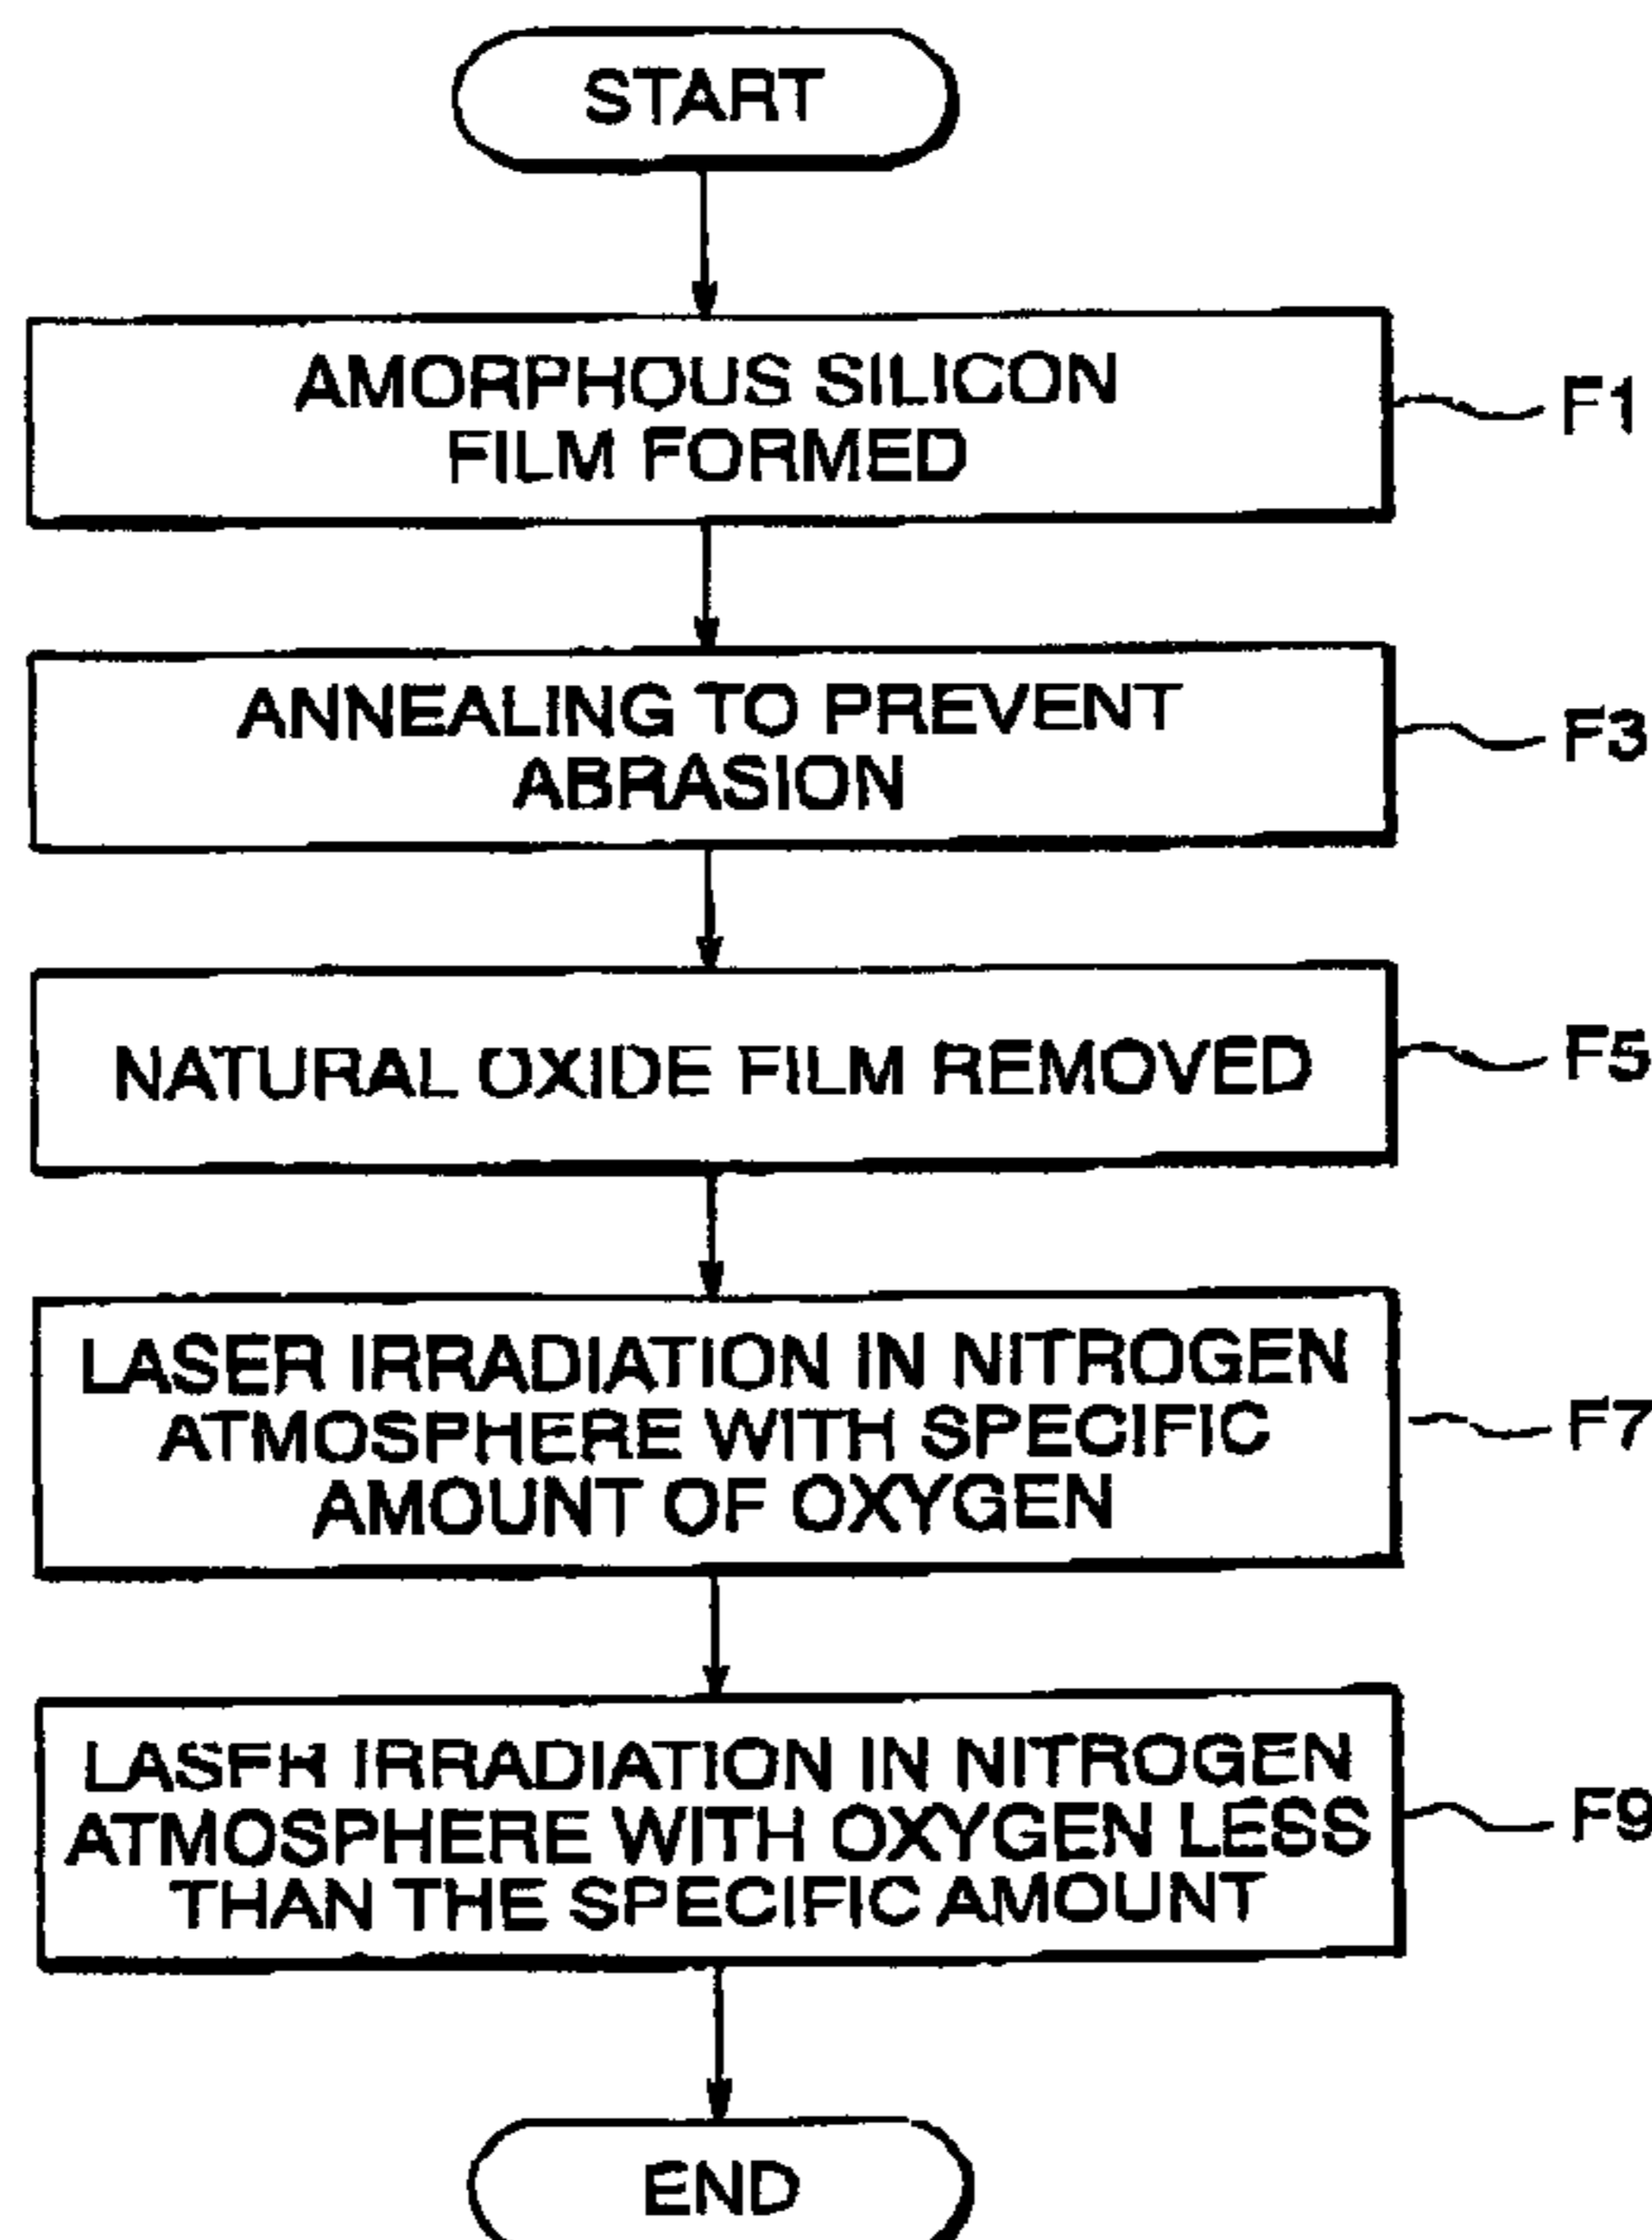 START
AMORPHOUS SILICON
FILM FORMED
F1
ANNEALING TO PREVENT
ABRASION
F3
NATURAL OXIDE FILM REMOVED
F5
LASER IRRADIATION IN NITROGEN
ATMOSPHERE WITH SPECIFIC
AMOUNT OF OXYGEN
F7
LASER IRRADIATION IN NITROGEN
ATMOSPHERE WITH OXYGEN LESS
THAN THE SPECIFIC AMOUNT
F9
END